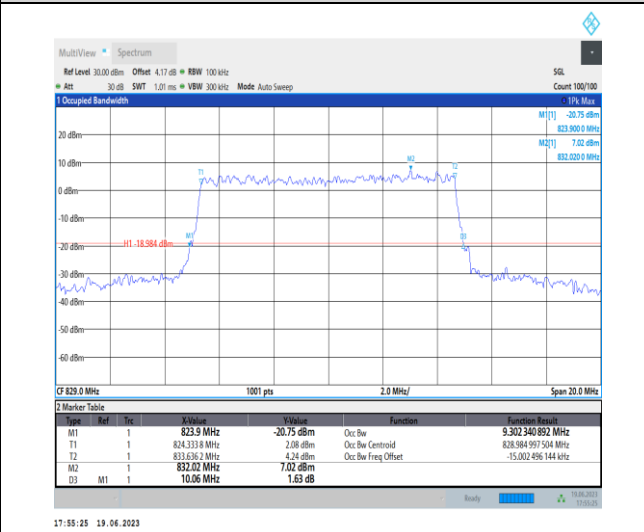 MultiView Spectrum
Ref Level 30.00 dBm Offset 4.17 dB RBW 100 kHz SGL
Att 30 dB SWT 1.01 ms VBW 300 kHz Mode Auto Sweep Count 100/100
1 Occupied Bandwidth 1Pk Max
M1[1] -20.75 dBm
823.900 0 MHz
20 dBm M2[1] 7.02 dBm
832.020 0 MHz
10 dBm
M2
T1 T2
0 dBm
-10 dBm
M1 D3
-20 dBm H1 -18.984 dBm
-30 dBm
-40 dBm
-50 dBm
-60 dBm
CF 829.0 MHz 1001 pts 2.0 MHz/ Span 20.0 MHz
2 Marker Table
Type Ref Trc X-Value Y-Value Function Function Result
M1 1 823.9 MHz -20.75 dBm Occ Bw 9.302 340 892 MHz
T1 1 824.333 8 MHz 2.08 dBm Occ Bw Centroid 828.984 997 504 MHz
T2 1 833.636 2 MHz 4.24 dBm Occ Bw Freq Offset -15.002 496 144 kHz
M2 1 832.02 MHz 7.02 dBm
D3 M1 1 10.06 MHz 1.63 dB
Ready 19.06.2023
17:55:25
17:55:25 19.06.2023